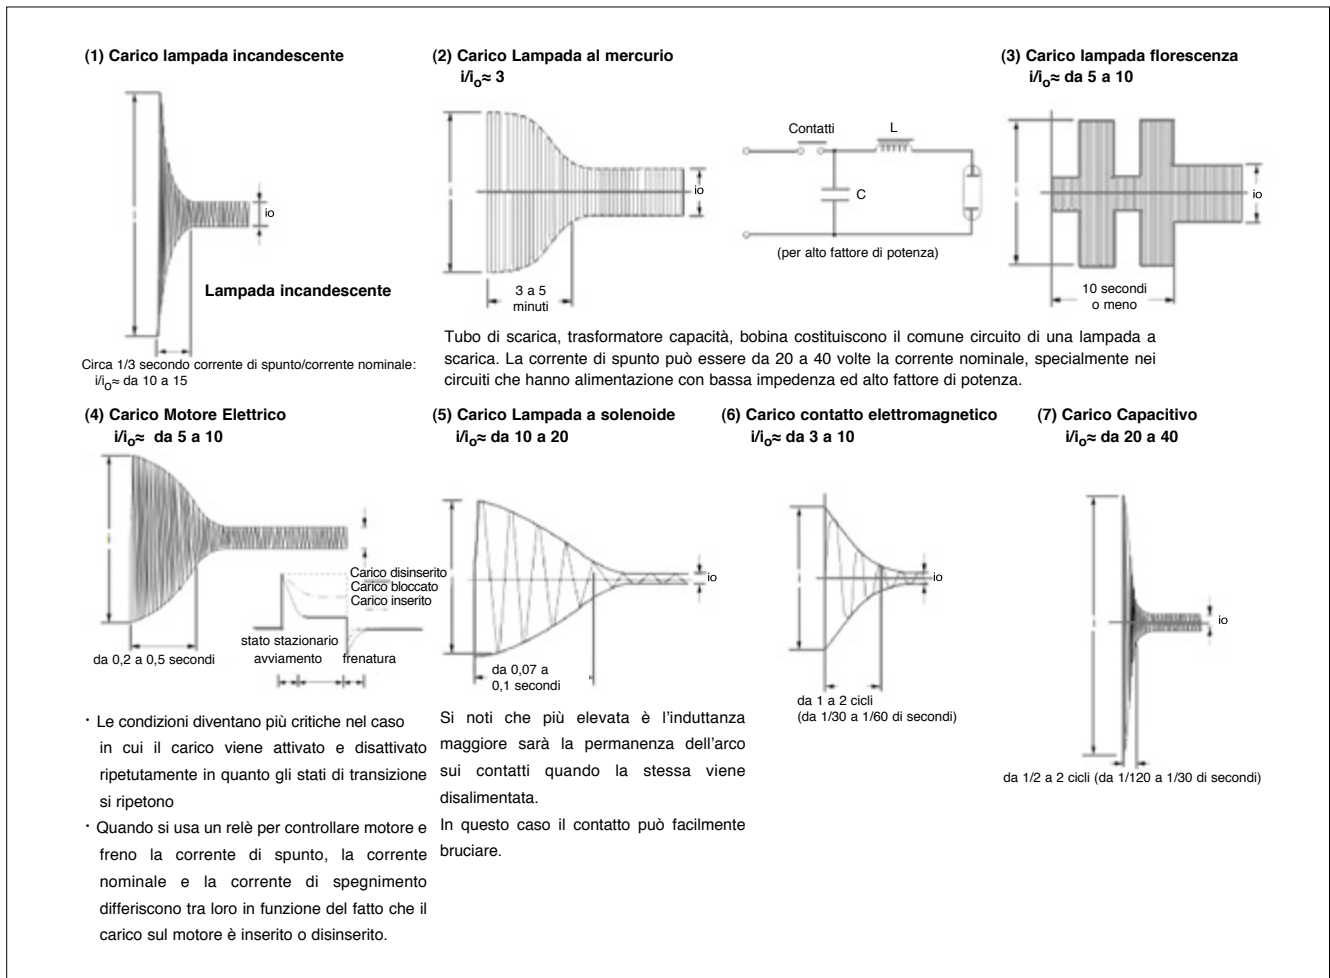 (1) Carico lampada incandescente
io
Lampada incandescente
Circa 1/3 secondo corrente di spunto/corrente nominale:
i/io≈ da 10 a 15
(2) Carico Lampada al mercurio
i/io≈ 3
io
3 a 5
minuti
Contatti
L
C
(per alto fattore di potenza)
(3) Carico lampada florescenza
i/io≈ da 5 a 10
io
10 secondi
o meno
Tubo di scarica, trasformatore capacità, bobina costituiscono il comune circuito di una lampada a
scarica. La corrente di spunto può essere da 20 a 40 volte la corrente nominale, specialmente nei
circuiti che hanno alimentazione con bassa impedenza ed alto fattore di potenza.
(4) Carico Motore Elettrico
i/io≈ da 5 a 10
Carico disinserito
Carico bloccato
Carico inserito
stato stazionario
avviamento
frenatura
da 0,2 a 0,5 secondi
· Le condizioni diventano più critiche nel caso
in cui il carico viene attivato e disattivato
ripetutamente in quanto gli stati di transizione
si ripetono
· Quando si usa un relè per controllare motore e
freno la corrente di spunto, la corrente
nominale e la corrente di spegnimento
differiscono tra loro in funzione del fatto che il
carico sul motore è inserito o disinserito.
(5) Carico Lampada a solenoide
i/io≈ da 10 a 20
io
da 0,07 a
0,1 secondi
Si noti che più elevata è l'induttanza
maggiore sarà la permanenza dell'arco
sui contatti quando la stessa viene
disalimentata.
In questo caso il contatto può facilmente
bruciare.
(6) Carico contatto elettromagnetico
i/io≈ da 3 a 10
io
da 1 a 2 cicli
(da 1/30 a 1/60 di secondi)
(7) Carico Capacitivo
i/io≈ da 20 a 40
io
da 1/2 a 2 cicli (da 1/120 a 1/30 di secondi)